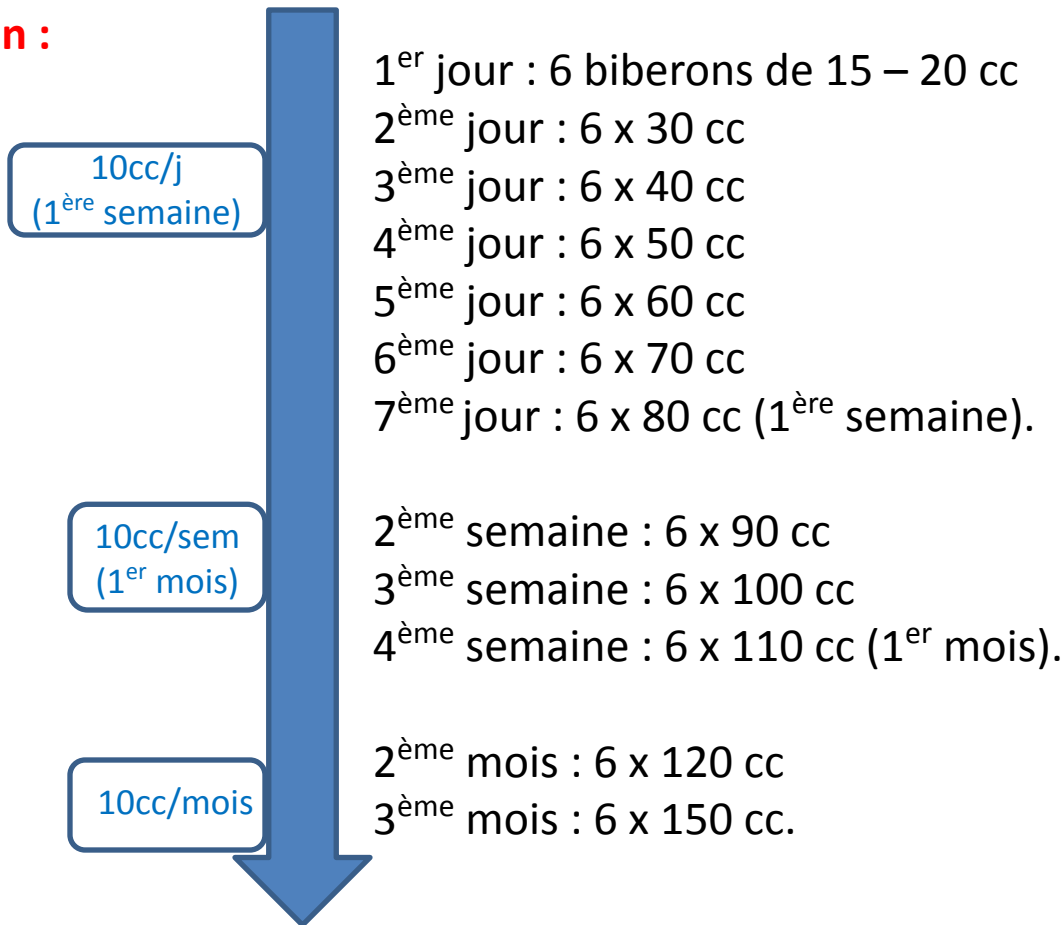 n :
1er jour : 6 biberons de 15 – 20 cc
2ème jour : 6 x 30 cc
3ème jour : 6 x 40 cc
4ème jour : 6 x 50 cc
5ème jour : 6 x 60 cc
6ème jour : 6 x 70 cc
7ème jour : 6 x 80 cc (1ère semaine).
10cc/j
(1ère semaine)
2ème semaine : 6 x 90 cc
3ème semaine : 6 x 100 cc
4ème semaine : 6 x 110 cc (1er mois).
10cc/sem
(1er mois)
2ème mois : 6 x 120 cc
3ème mois : 6 x 150 cc.
10cc/mois